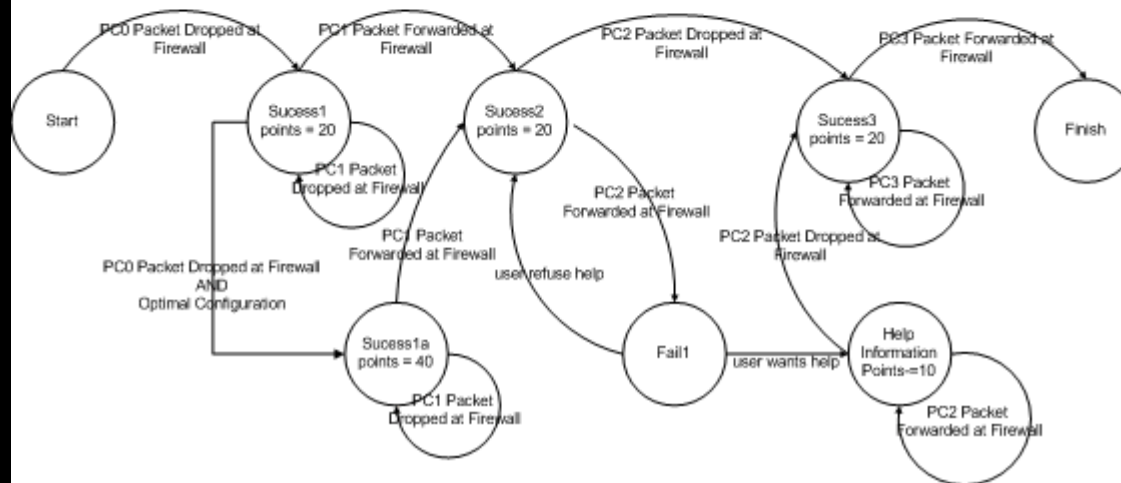 PC0 Packet Dropped at
Firewall
PC1 Packet Forwarded at
Firewall
PC2 Packet Dropped at
Firewall
PC3 Packet Forwarded at
Firewall
Start
Sucess1
points = 20
Sucess2
points = 20
Sucess3
points = 20
Finish
PC1 Packet
Dropped at Firewall
PC2 Packet
Forwarded at Firewall
PC3 Packet
Forwarded at Firewall
PC1 Packet
Forwarded at Firewall
PC2 Packet Dropped at
Firewall
PC0 Packet Dropped at Firewall
AND
Optimal Configuration
user refuse help
Sucess1a
points = 40
Fail1
user wants help
Help
Information
Points-=10
PC1 Packet
Dropped at Firewall
PC2 Packet
Forwarded at Firewall